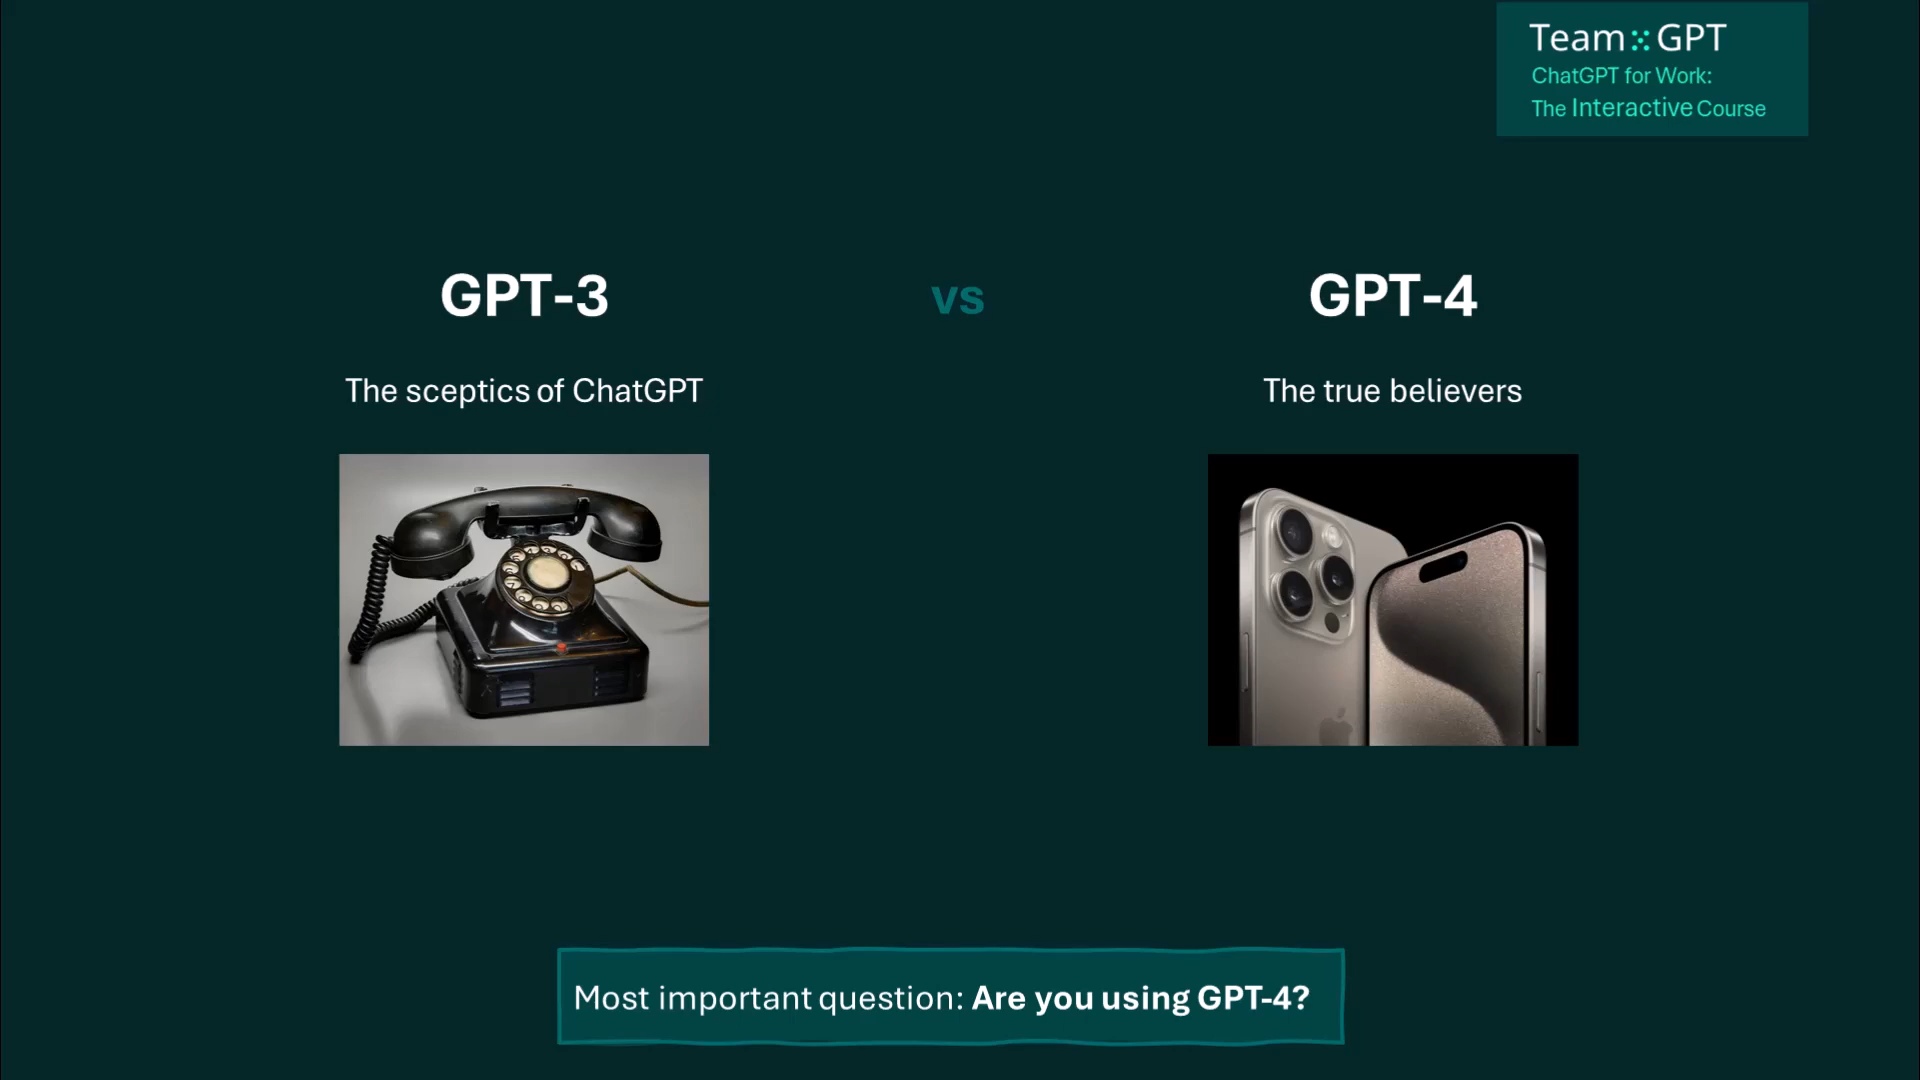 Team GPT
ChatGPT for Work:
The Interactive Course
GPT-3 vs GPT-4
The sceptics of ChatGPT
The true believers
Most important question: Are you using GPT-4?